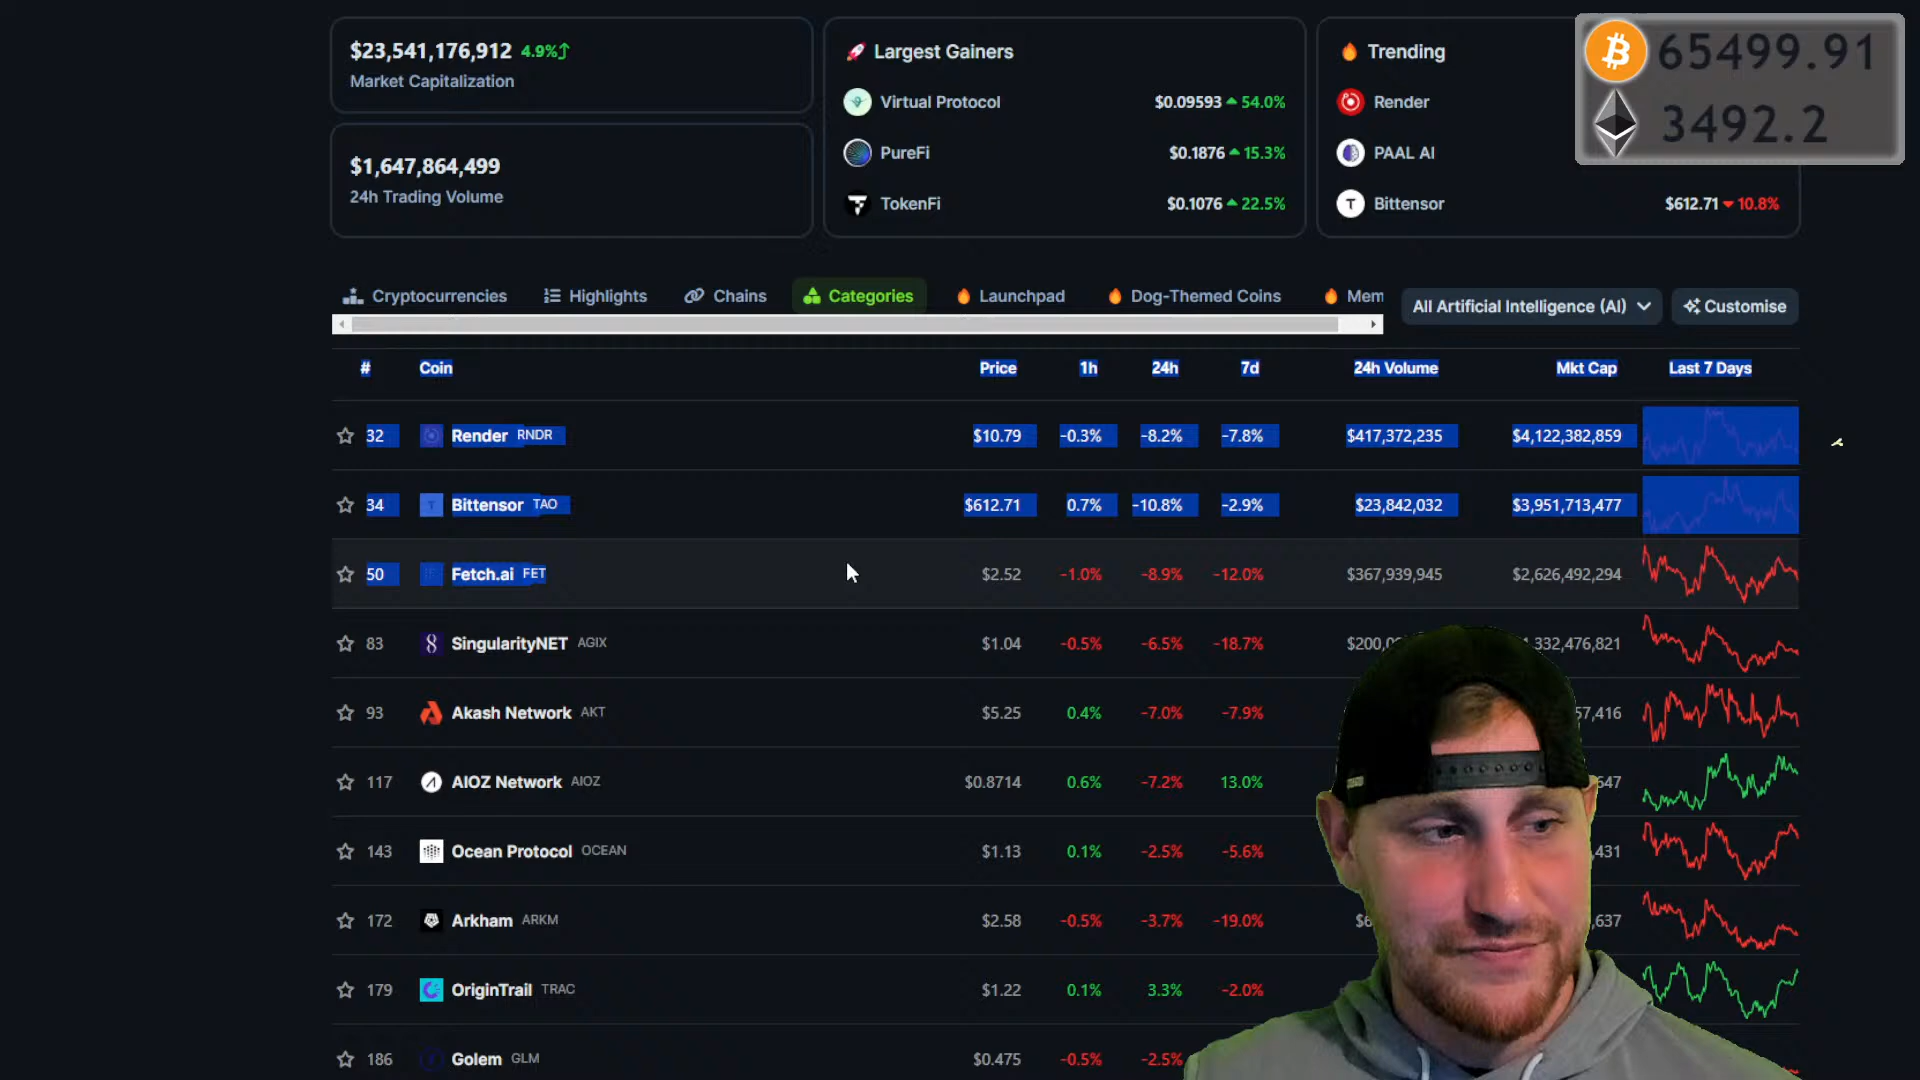 $23,541,176,912 4.9%
Market Capitalization
$1,647,864,499
24h Trading Volume
Largest Gainers
Virtual Protocol $0.09593 54.0%
PureFi $0.1876 15.3%
TokenFi $0.1076 22.5%
Trending
Render
PAAL AI
Bittensor $612.71 10.8%
65499.91
3492.2
Cryptocurrencies Highlights Chains Categories Launchpad Dog-Themed Coins Mem All Artificial Intelligence (AI) Customise
# Coin Price 1h 24h 7d 24h Volume Mkt Cap Last 7 Days
32 Render RNDR $10.79 -0.3% -8.2% -7.8% $417,372,235 $4,122,382,859
34 Bittensor TAO $612.71 0.7% -10.8% -2.9% $23,842,032 $3,951,713,477
50 Fetch.ai FET $2.52 -1.0% -8.9% -12.0% $367,939,945 $2,626,492,294
83 SingularityNET AGIX $1.04 -0.5% -6.5% -18.7% $200,0 332,476,821
93 Akash Network AKT $5.25 0.4% -7.0% -7.9% 57,416
117 AIOZ Network AIOZ $0.8714 0.6% -7.2% 13.0% 647
143 Ocean Protocol OCEAN $1.13 0.1% -2.5% -5.6% ,431
172 Arkham ARKM $2.58 -0.5% -3.7% -19.0% ,637
179 OriginTrail TRAC $1.22 0.1% 3.3% -2.0%
186 Golem GLM $0.475 -0.5% -2.5%